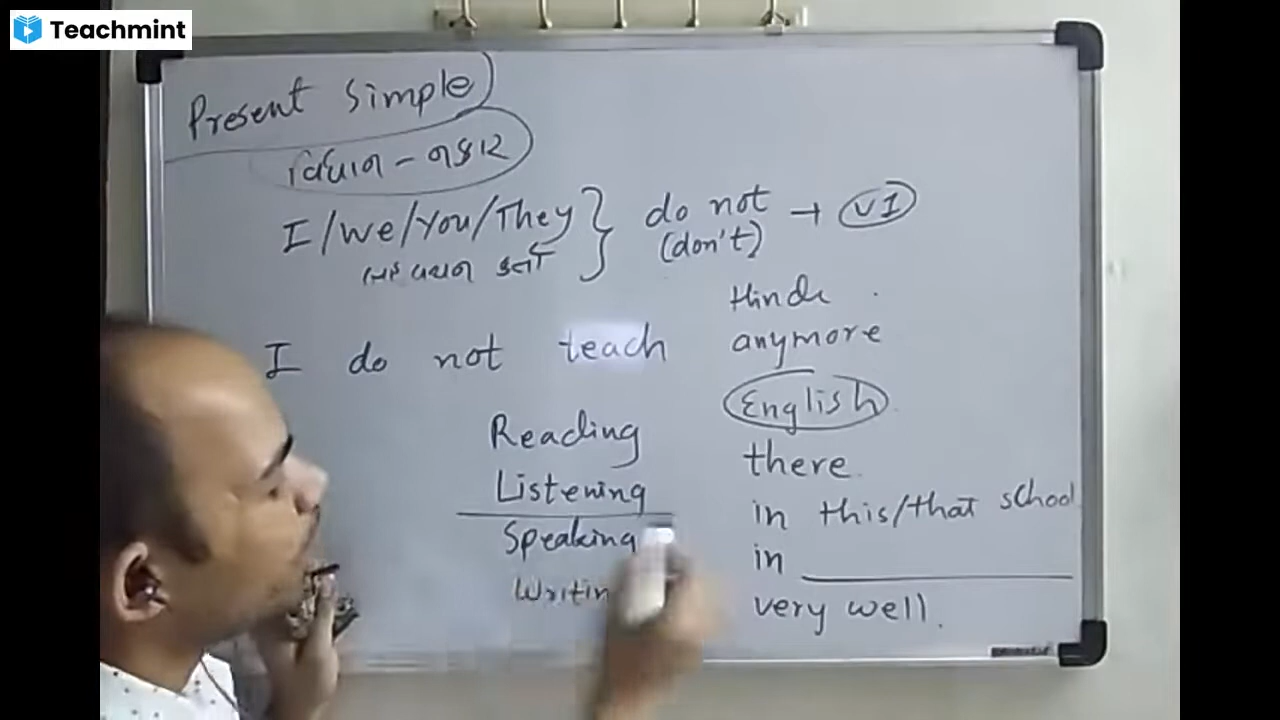 Teachmint
Present Simple
વિધાન - નકાર
I/We/You/They } do not → V1
(don't)
બહુ વચન કર્તા
Hindi
anymore
I do not teach
English
Reading
there
Listening
in this/that school
Speaking
in
Writin
very well.